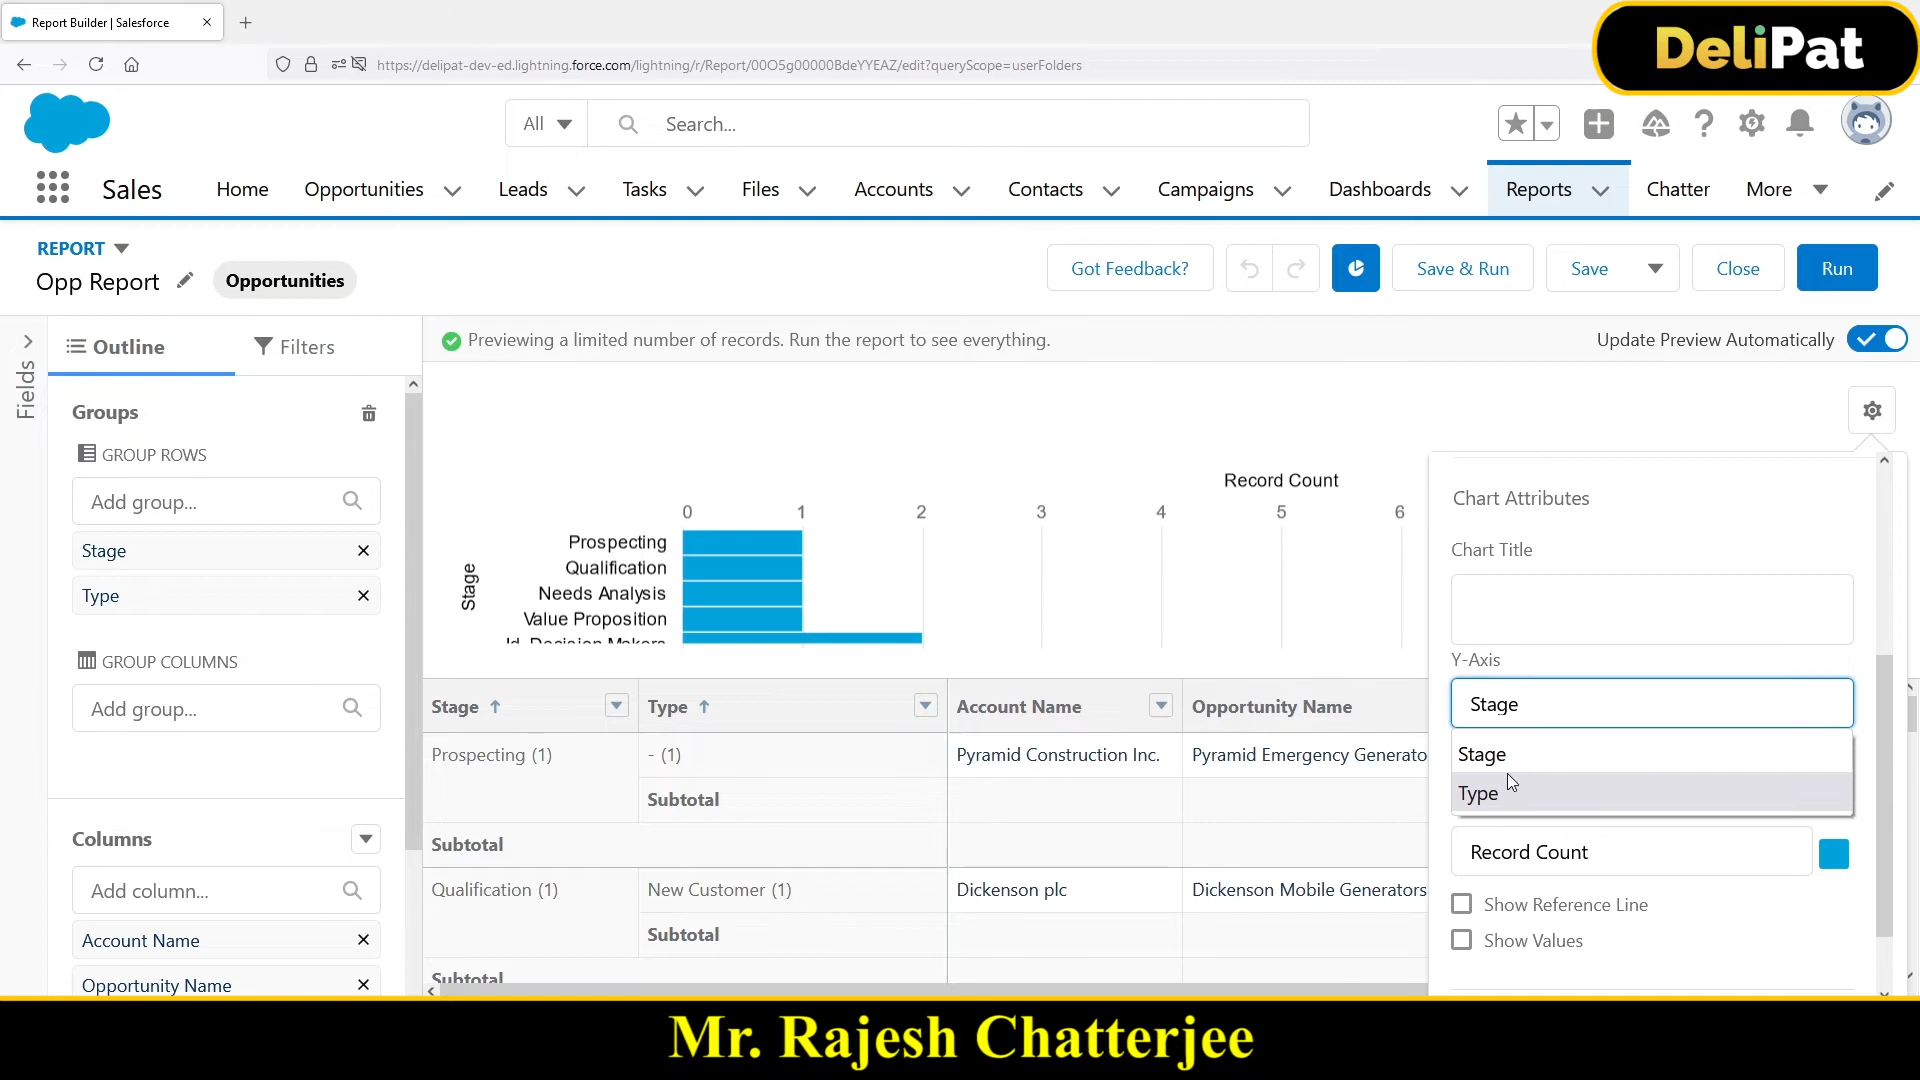 Report Builder | Salesforce
https://delipat-dev-ed.lightning.force.com/lightning/r/Report/00O5g00000BdeYYEAZ/edit?queryScope=userFolders
DeliPat
All
Search...
Sales
Home
Opportunities
Leads
Tasks
Files
Accounts
Contacts
Campaigns
Dashboards
Reports
Chatter
More
REPORT
Opp Report
Opportunities
Got Feedback?
Save & Run
Save
Close
Run
Fields
Outline
Filters
Previewing a limited number of records. Run the report to see everything.
Update Preview Automatically
Groups
GROUP ROWS
Add group...
Stage
Type
GROUP COLUMNS
Add group...
Columns
Add column...
Account Name
Opportunity Name
Record Count
0 1 2 3 4 5 6
Stage
Prospecting
Qualification
Needs Analysis
Value Proposition
Id. Decision Makers
Stage Type Account Name Opportunity Name
Prospecting (1) - (1) Pyramid Construction Inc. Pyramid Emergency Generato
Subtotal
Subtotal
Qualification (1) New Customer (1) Dickenson plc Dickenson Mobile Generators
Subtotal
Subtotal
Chart Attributes
Chart Title
Y-Axis
Stage
Stage
Type
Record Count
Show Reference Line
Show Values
Mr. Rajesh Chatterjee